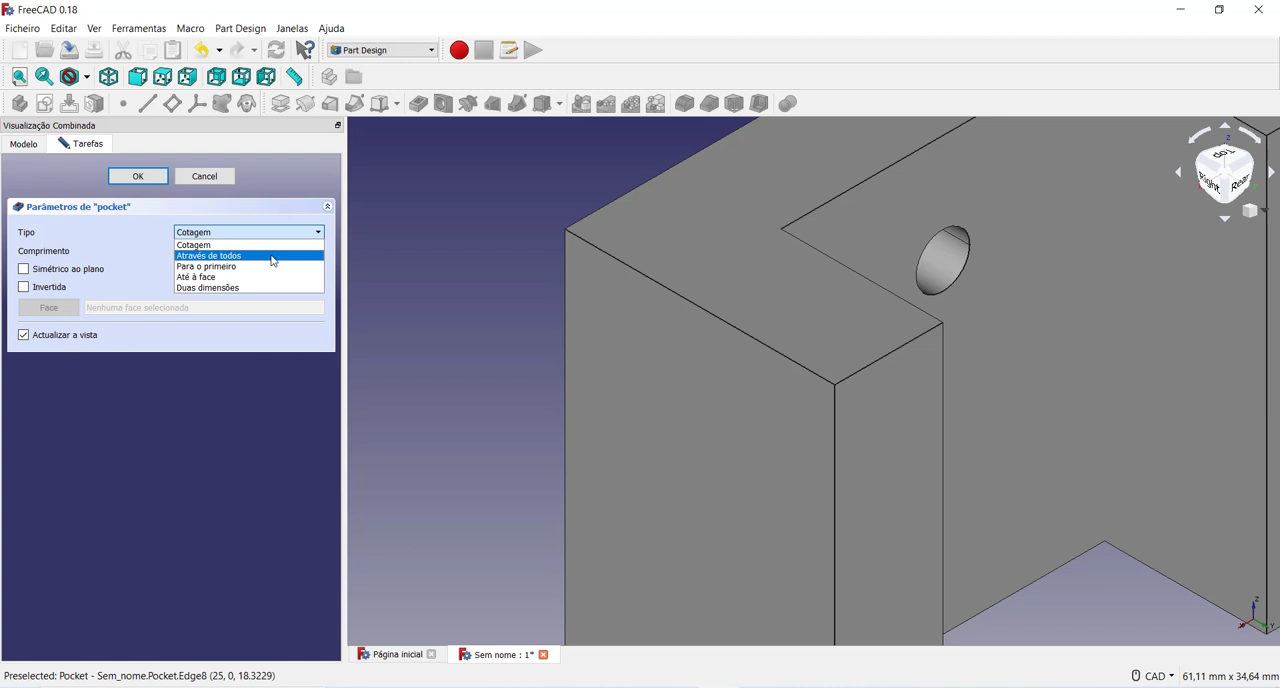 FreeCAD 0.18
Ficheiro Editar Ver Ferramentas Macro Part Design Janelas Ajuda
Part Design
Visualização Combinada
Modelo Tarefas
OK Cancel
Parâmetros de "pocket"
Tipo Cotagem
Cotagem
Comprimento
Através de todos
Simétrico ao plano
Para o primeiro
Até à face
Invertida
Duas dimensões
Face Nenhuma face selecionada
Actualizar a vista
Top
Right Rear
Z
Z
X Y
Página inicial Sem nome : 1*
Preselected: Pocket - Sem_nome.Pocket.Edge8 (25, 0, 18.3229) CAD 61,11 mm x 34,64 mm